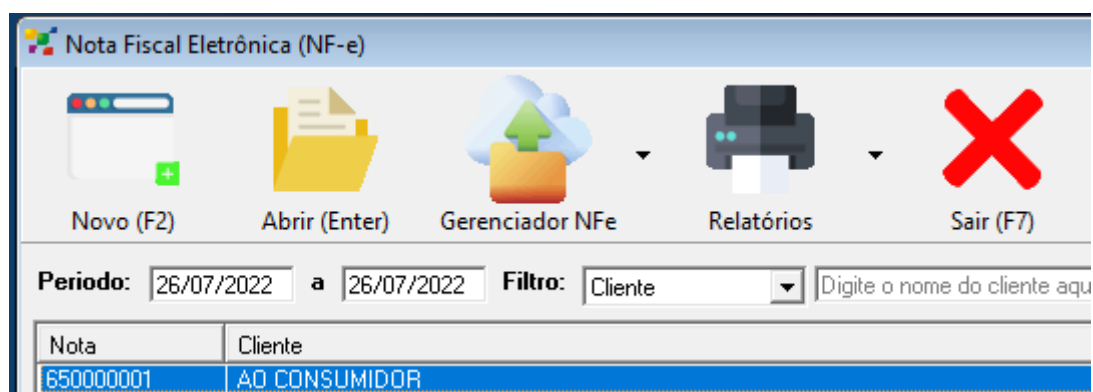 Nota Fiscal Eletrônica (NF-e)
Novo (F2) Abrir (Enter) Gerenciador NFe Relatórios Sair (F7)
Periodo: 26/07/2022 a 26/07/2022 Filtro: Cliente Digite o nome do cliente aqu
Nota Cliente
650000001 AO CONSUMIDOR